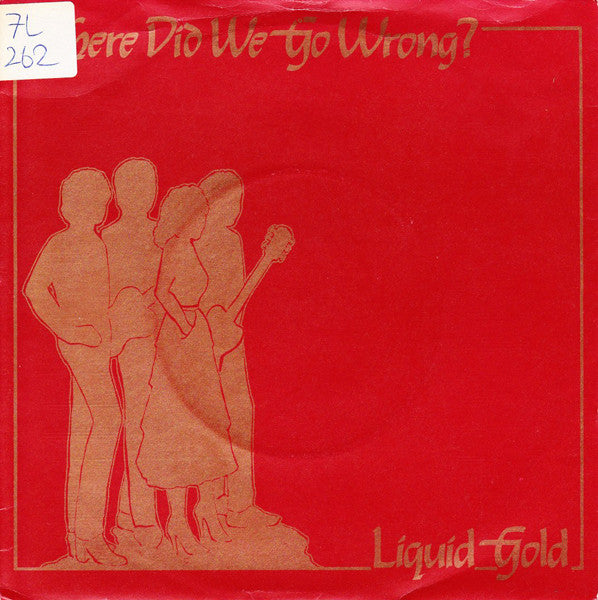 7L
262
here Did We Go Wrong?
Liquid Gold